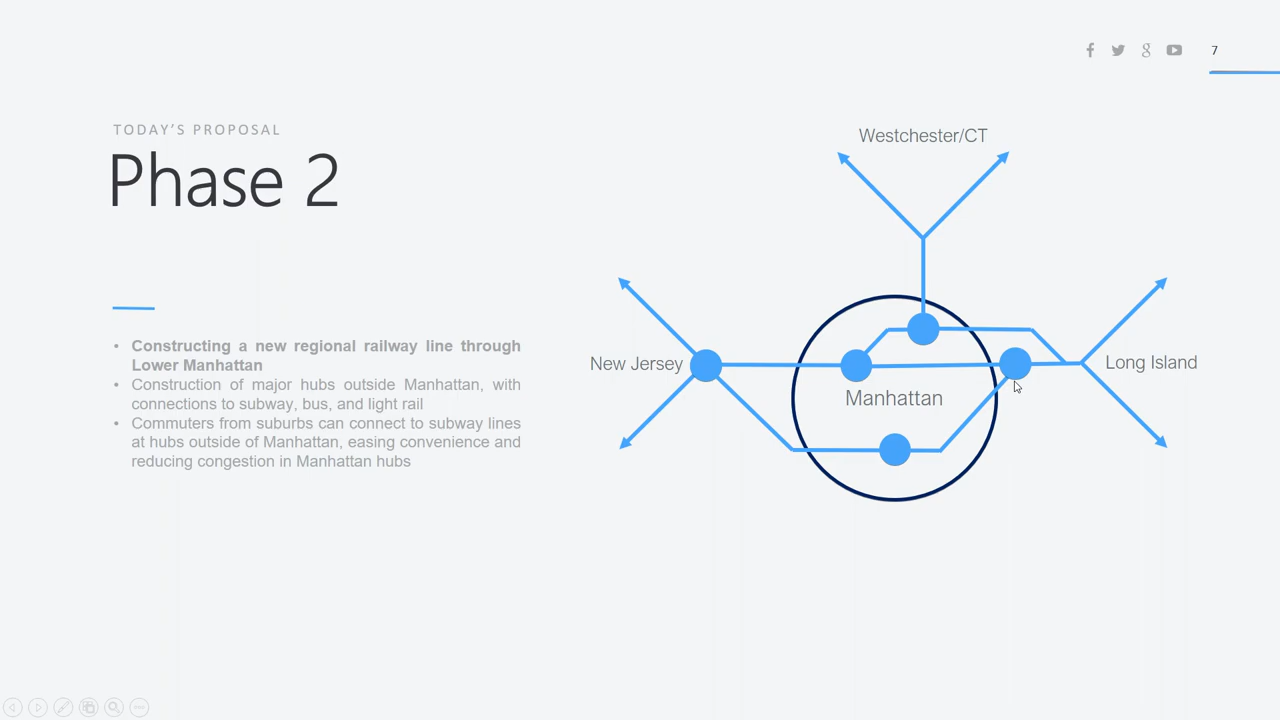 7
TODAY'S PROPOSAL
Phase 2
• Constructing a new regional railway line through
Lower Manhattan
• Construction of major hubs outside Manhattan, with
connections to subway, bus, and light rail
• Commuters from suburbs can connect to subway lines
at hubs outside of Manhattan, easing convenience and
reducing congestion in Manhattan hubs
Westchester/CT
New Jersey
Long Island
Manhattan